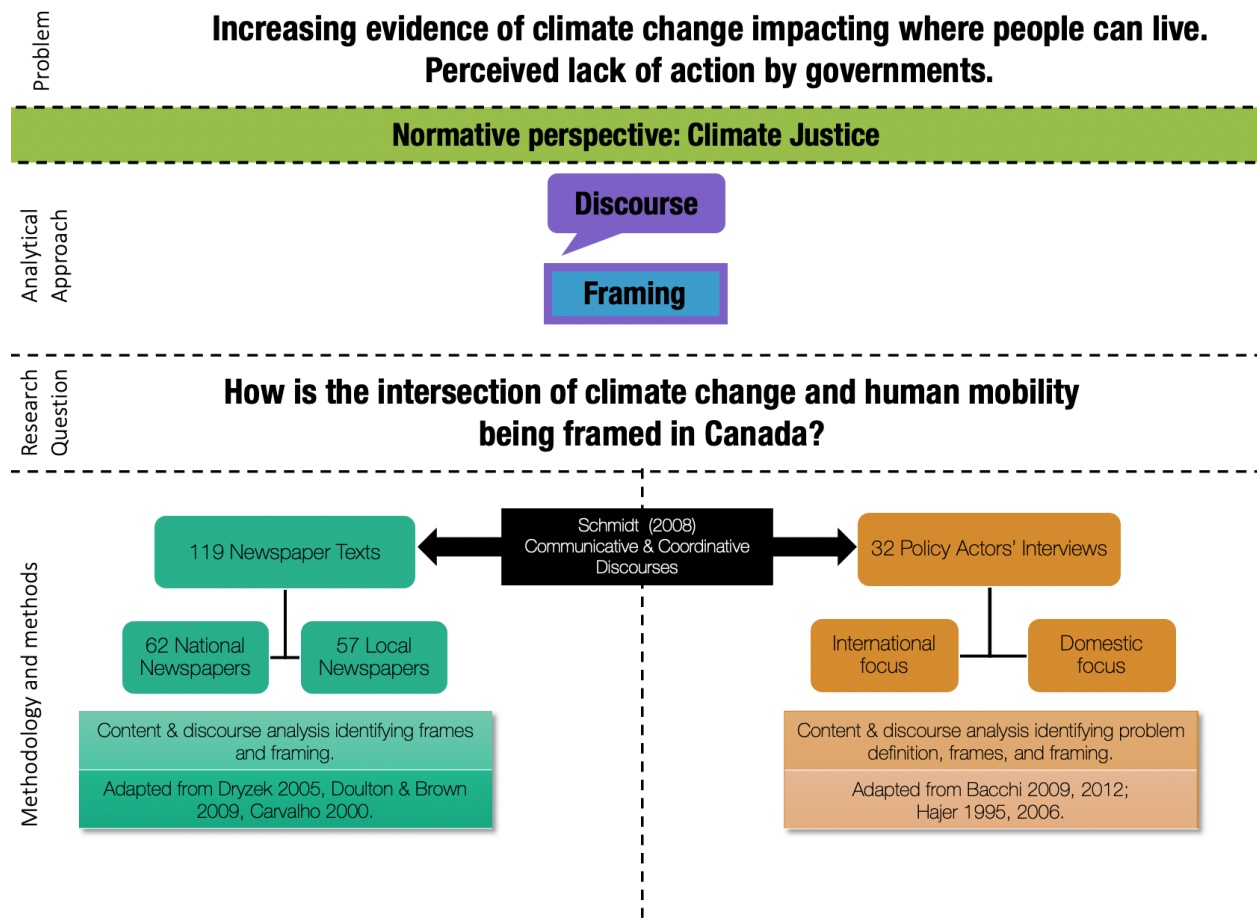 Problem
Increasing evidence of climate change impacting where people can live.
Perceived lack of action by governments.
Normative perspective: Climate Justice
Analytical
Approach
Discourse
Framing
Research
Question
How is the intersection of climate change and human mobility
being framed in Canada?
Methodology and methods
119 Newspaper Texts
Schmidt (2008)
Communicative & Coordinative
Discourses
32 Policy Actors' Interviews
62 National
Newspapers
57 Local
Newspapers
International
focus
Domestic
focus
Content & discourse analysis identifying frames
and framing.
Adapted from Dryzek 2005, Doulton & Brown
2009, Carvalho 2000.
Content & discourse analysis identifying problem
definition, frames, and framing.
Adapted from Bacchi 2009, 2012;
Hajer 1995, 2006.